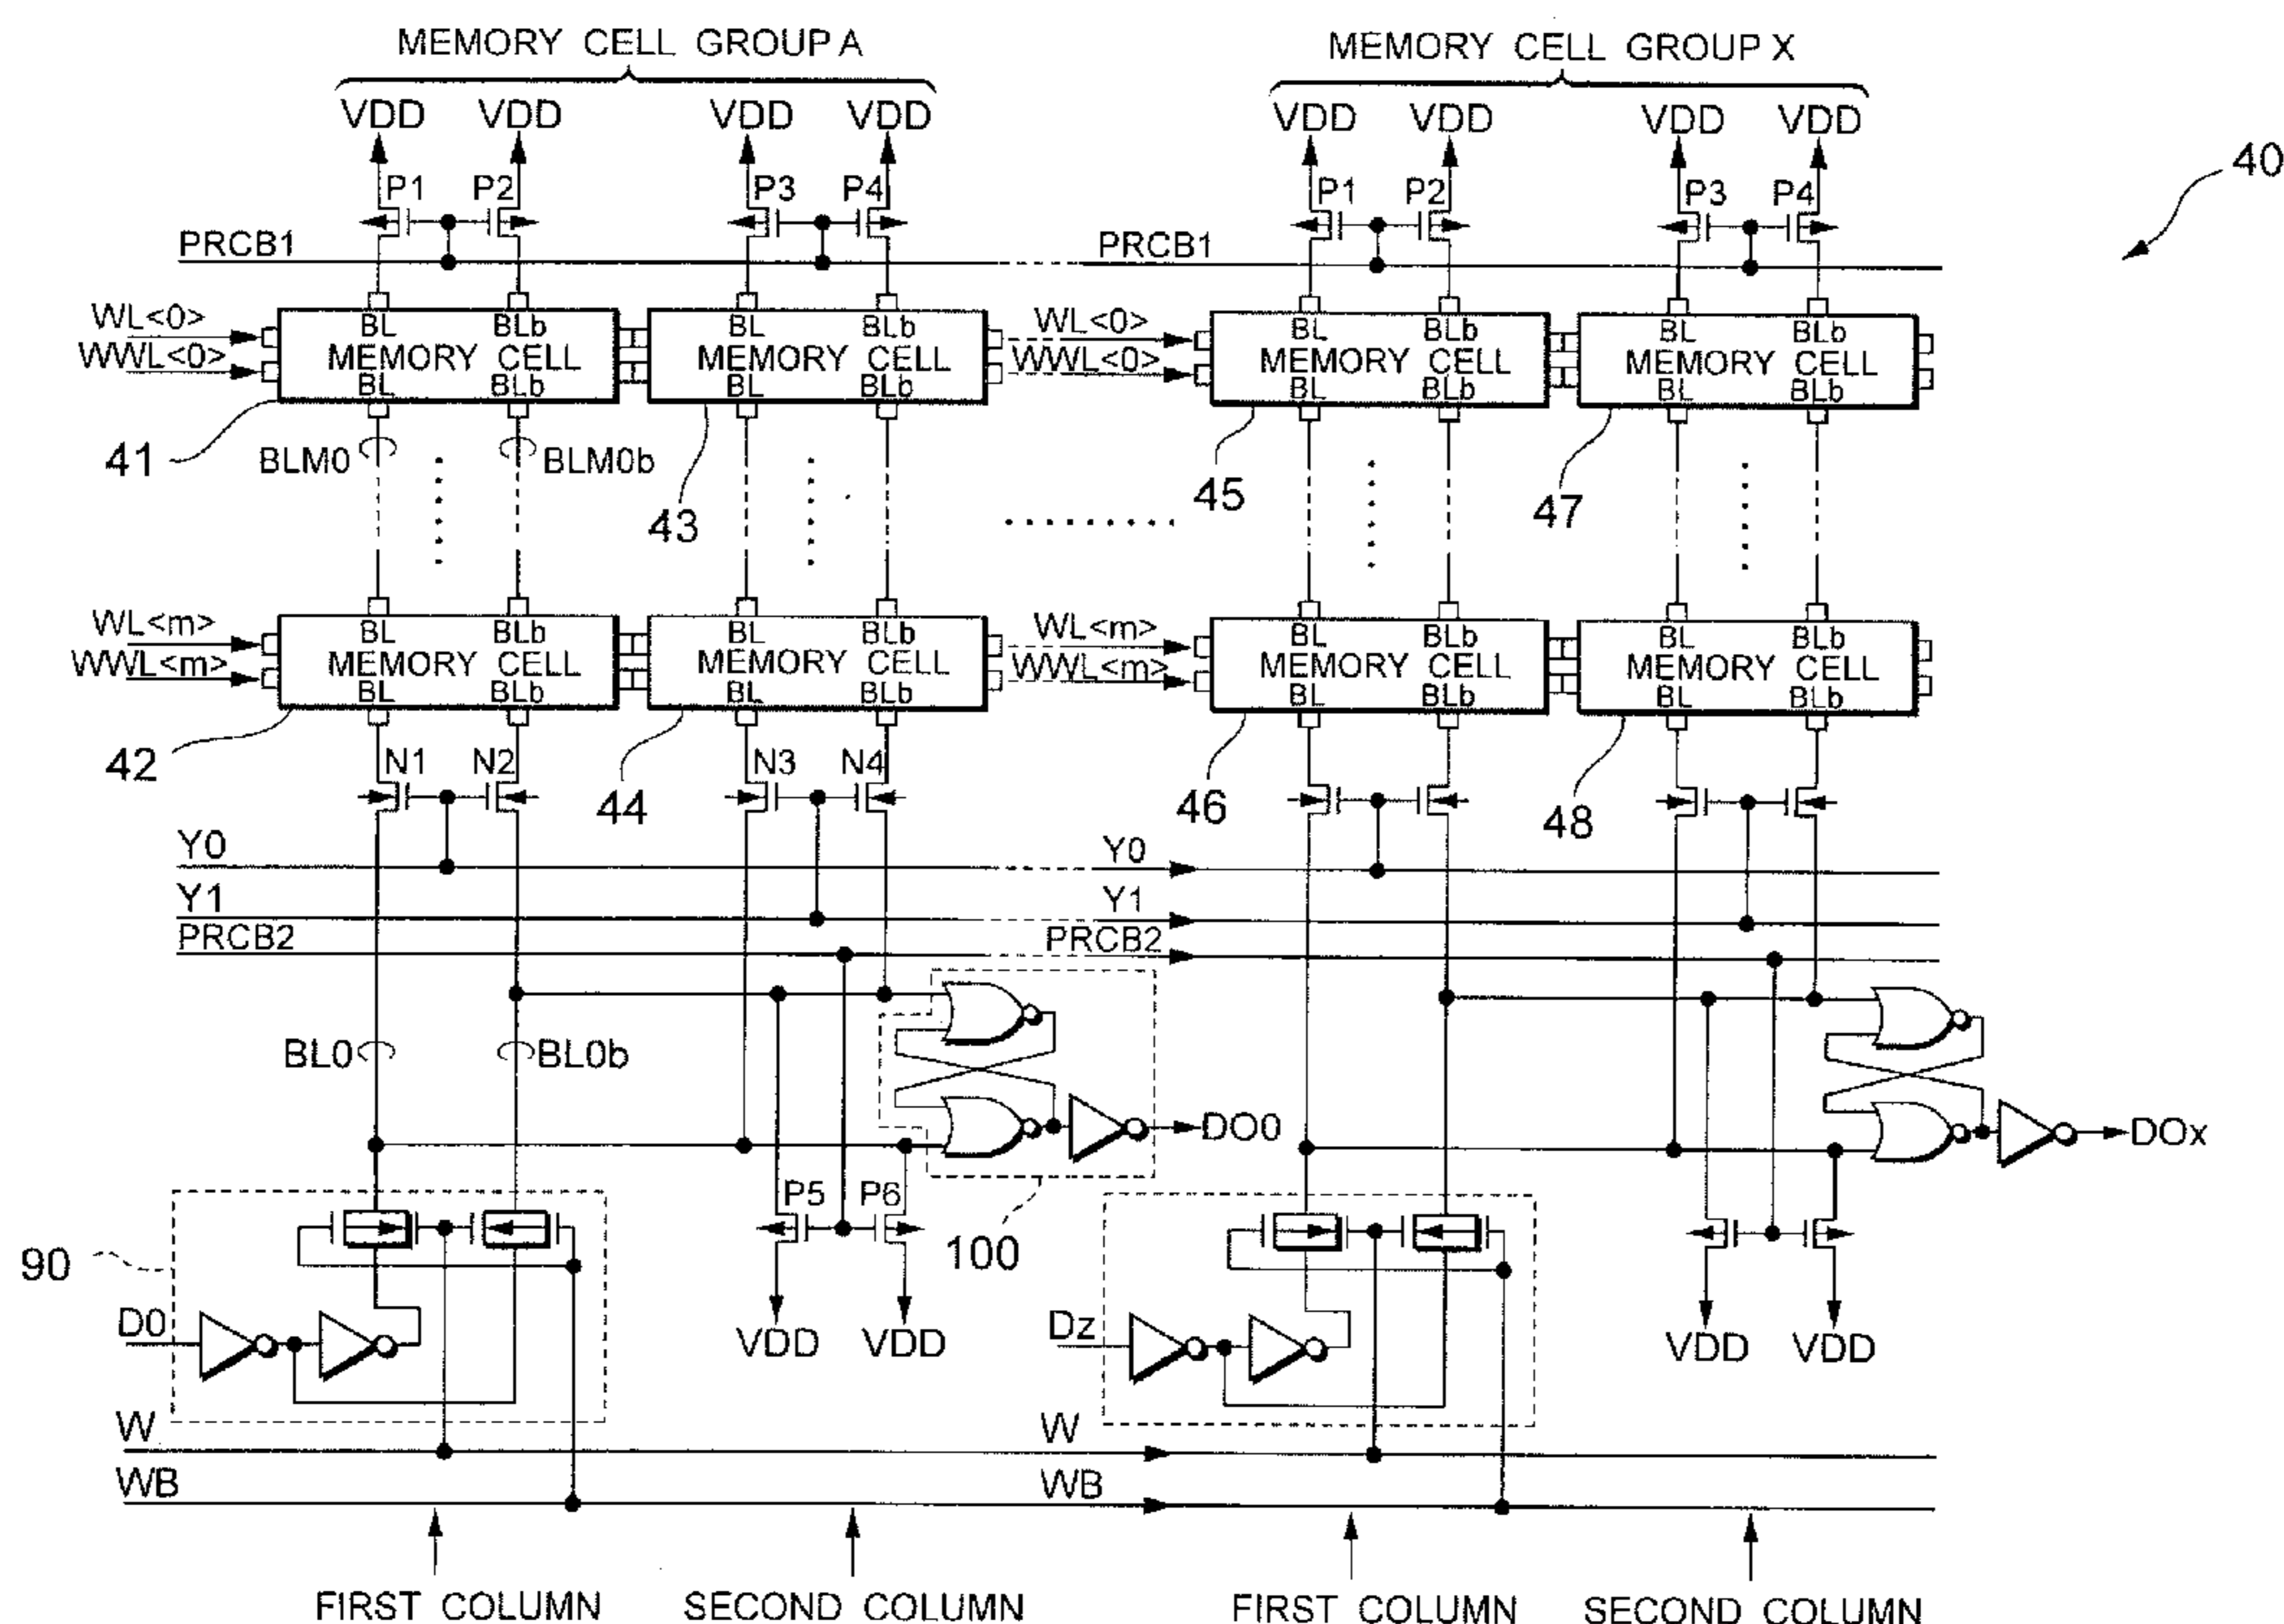 MEMORY CELL GROUP A MEMORY CELL GROUP X
VDD VDD VDD VDD VDD VDD VDD VDD
40
P1 P2 P3 P4 P1 P2 P3 P4
PRCB1 PRCB1
WL<0> BL BLb BL BLb WL<0> BL BLb BL BLb
WWL<0> MEMORY CELL MEMORY CELL WWL<0> MEMORY CELL MEMORY CELL
BL BLb BL BLb BL BLb BL BLb
41 BLM0 BLM0b 43 45 47
WL<m> BL BLb BL BLb WL<m> BL BLb BL BLb
WWL<m> MEMORY CELL MEMORY CELL WWL<m> MEMORY CELL MEMORY CELL
BL BLb BL BLb BL BLb BL BLb
42 N1 N2 44 N3 N4 46 48
Y0 Y0
Y1 Y1
PRCB2 PRCB2
BL0 BL0b
DO0 DOx
P5 P6
90 100
D0 VDD VDD Dz VDD VDD
W W
WB WB
FIRST COLUMN SECOND COLUMN FIRST COLUMN SECOND COLUMN